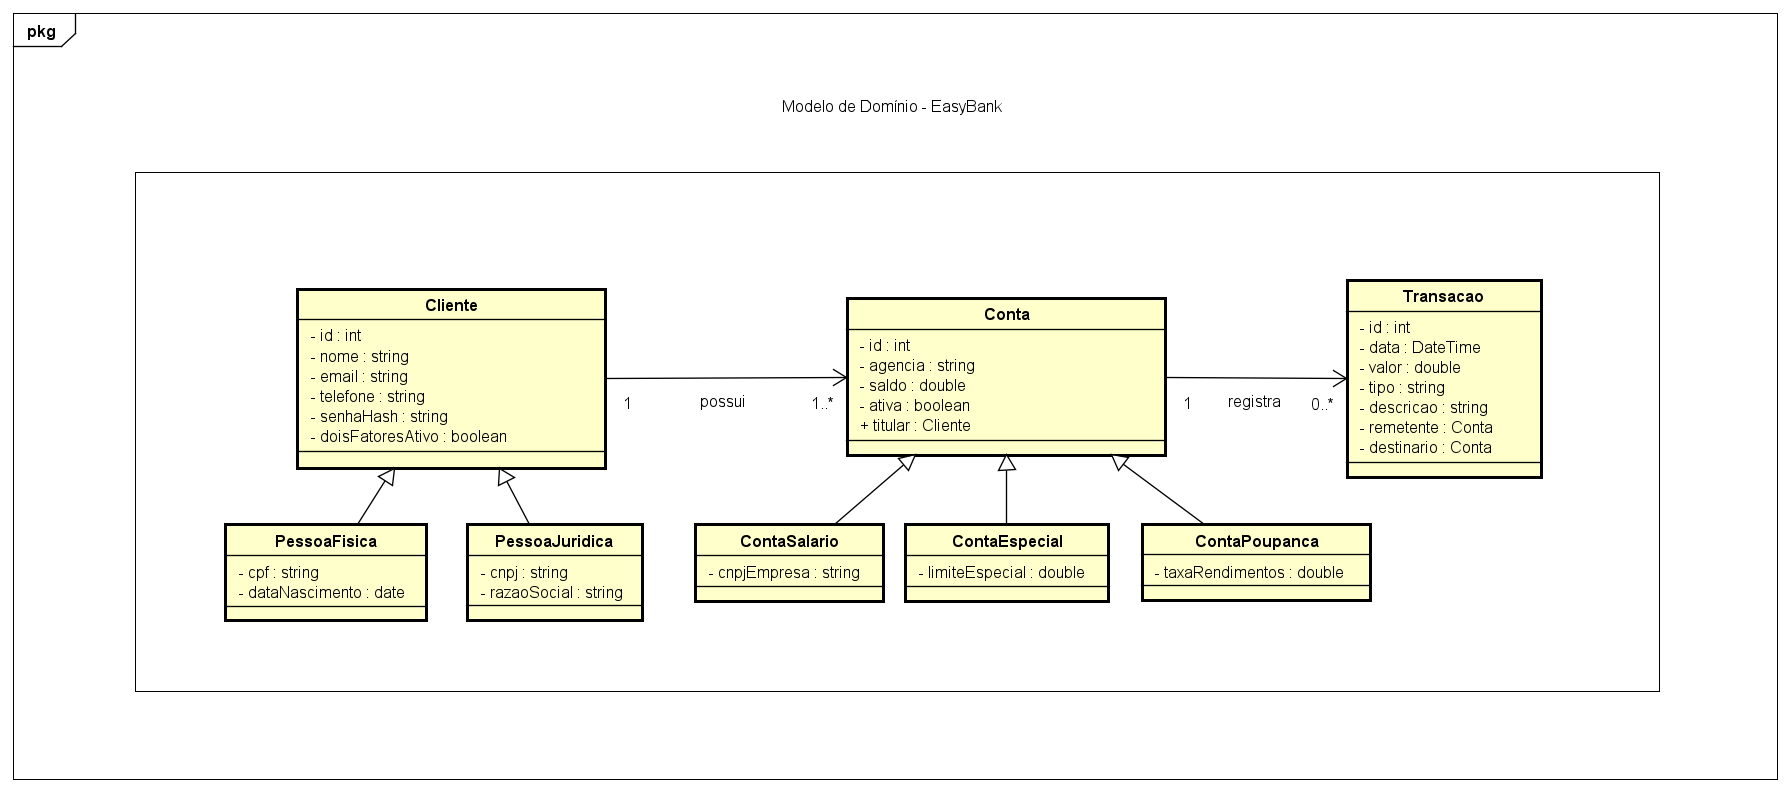 pkg
Modelo de Domínio - EasyBank
Cliente
- id : int
- nome : string
- email : string
- telefone : string
- senhaHash : string
- doisFatoresAtivo : boolean
1
possui
1..*
Conta
- id : int
- agencia : string
- saldo : double
- ativa : boolean
+ titular : Cliente
1
registra
0..*
Transacao
- id : int
- data : DateTime
- valor : double
- tipo : string
- descricao : string
- remetente : Conta
- destinario : Conta
PessoaFisica
- cpf : string
- dataNascimento : date
PessoaJuridica
- cnpj : string
- razaoSocial : string
ContaSalario
- cnpjEmpresa : string
ContaEspecial
- limiteEspecial : double
ContaPoupanca
- taxaRendimentos : double